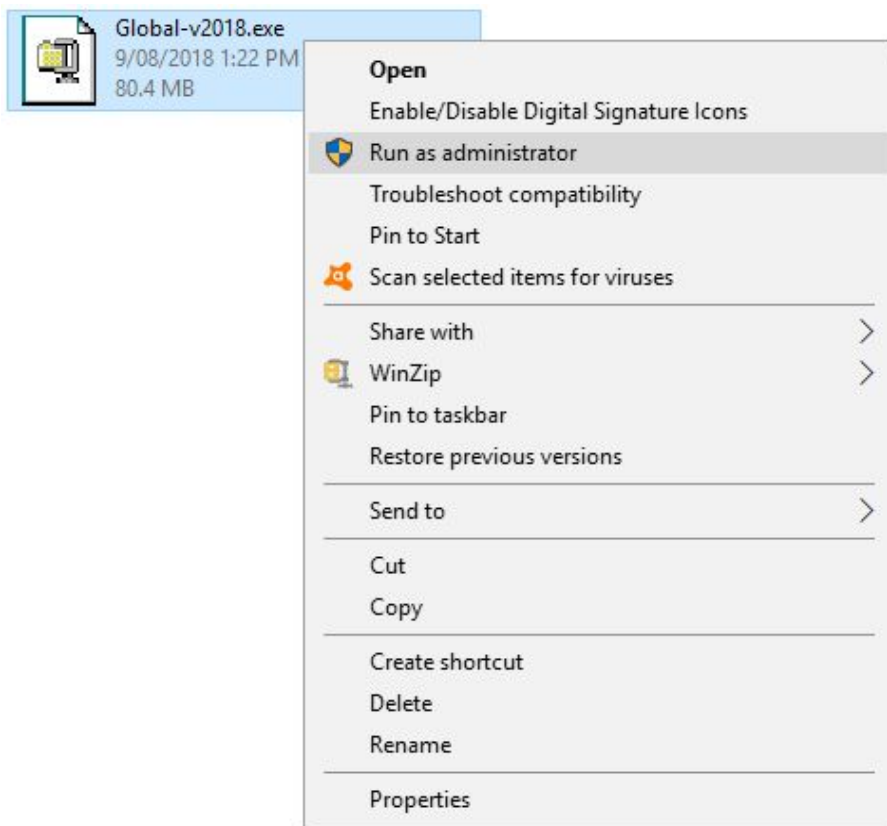 Global-v2018.exe
9/08/2018 1:22 PM
80.4 MB
Open
Enable/Disable Digital Signature Icons
Run as administrator
Troubleshoot compatibility
Pin to Start
Scan selected items for viruses
Share with
WinZip
Pin to taskbar
Restore previous versions
Send to
Cut
Copy
Create shortcut
Delete
Rename
Properties